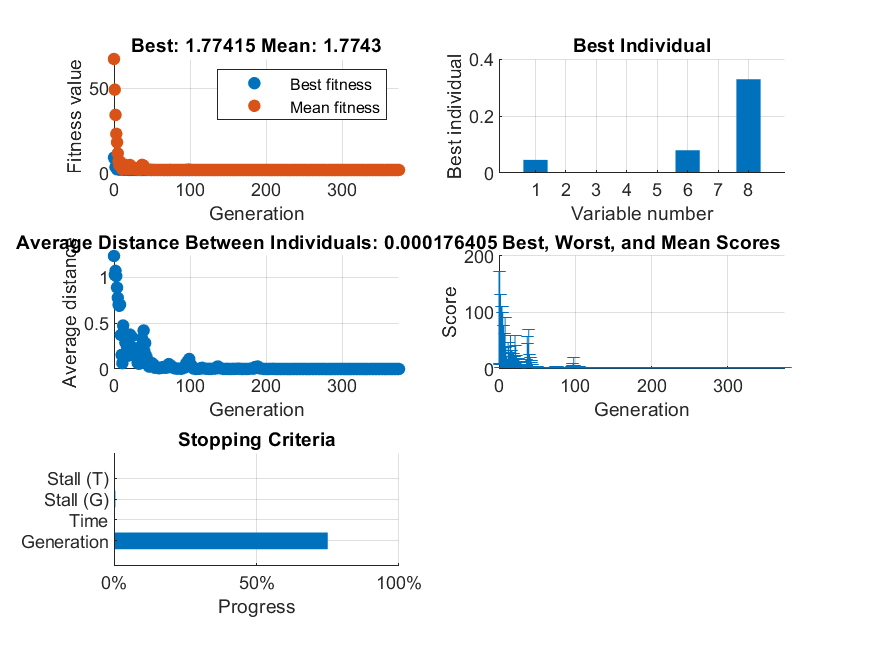 Best: 1.77415 Mean: 1.7743
Fitness value
50
0
Best fitness
Mean fitness
0 100 200 300
Generation
Best Individual
Best individual
0.4
0.2
0
1 2 3 4 5 6 7 8
Variable number
Average Distance Between Individuals: 0.000176405
Average distance
1
0.5
0
0 100 200 300
Generation
Best, Worst, and Mean Scores
Score
200
100
0
0 100 200 300
Generation
Stopping Criteria
Stall (T)
Stall (G)
Time
Generation
0% 50% 100%
Progress